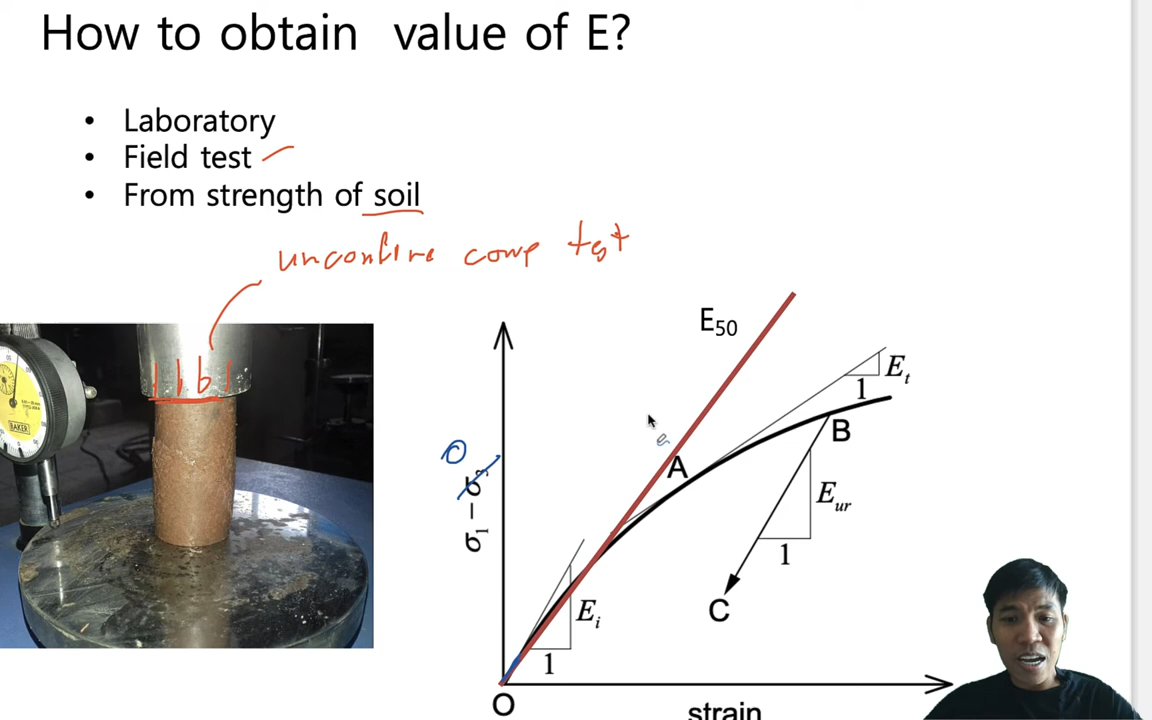 How to obtain value of E?
• Laboratory
• Field test
• From strength of soil
unconfine comp test
BAKER
E50
Et
1
B
A
O
σ1 − σ3
Eur
1
C
Ei
1
O
strain